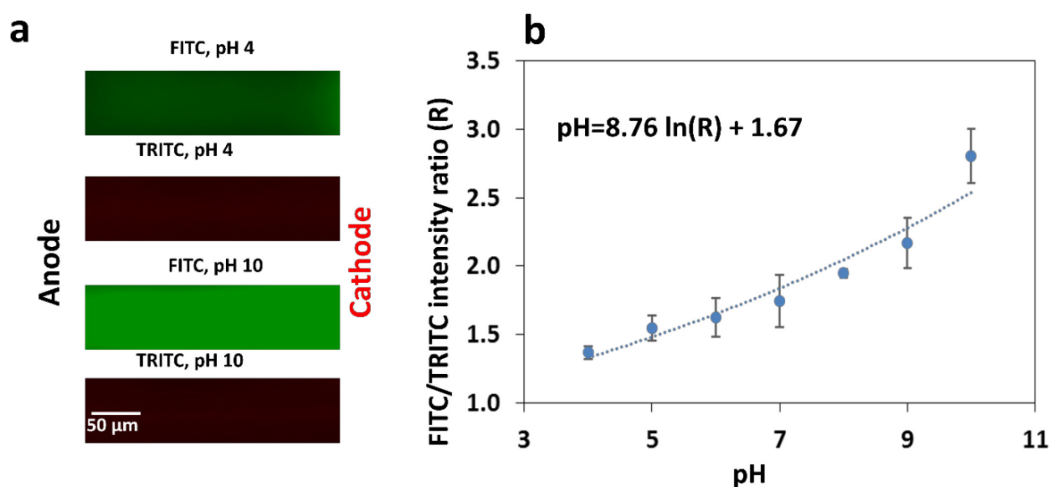 a
FITC, pH 4
TRITC, pH 4
FITC, pH 10
TRITC, pH 10
50 µm
Anode
Cathode
b
pH=8.76 ln(R) + 1.67
FITC/TRITC intensity ratio (R)
3.5
3.0
2.5
2.0
1.5
1.0
3 5 7 9 11
pH